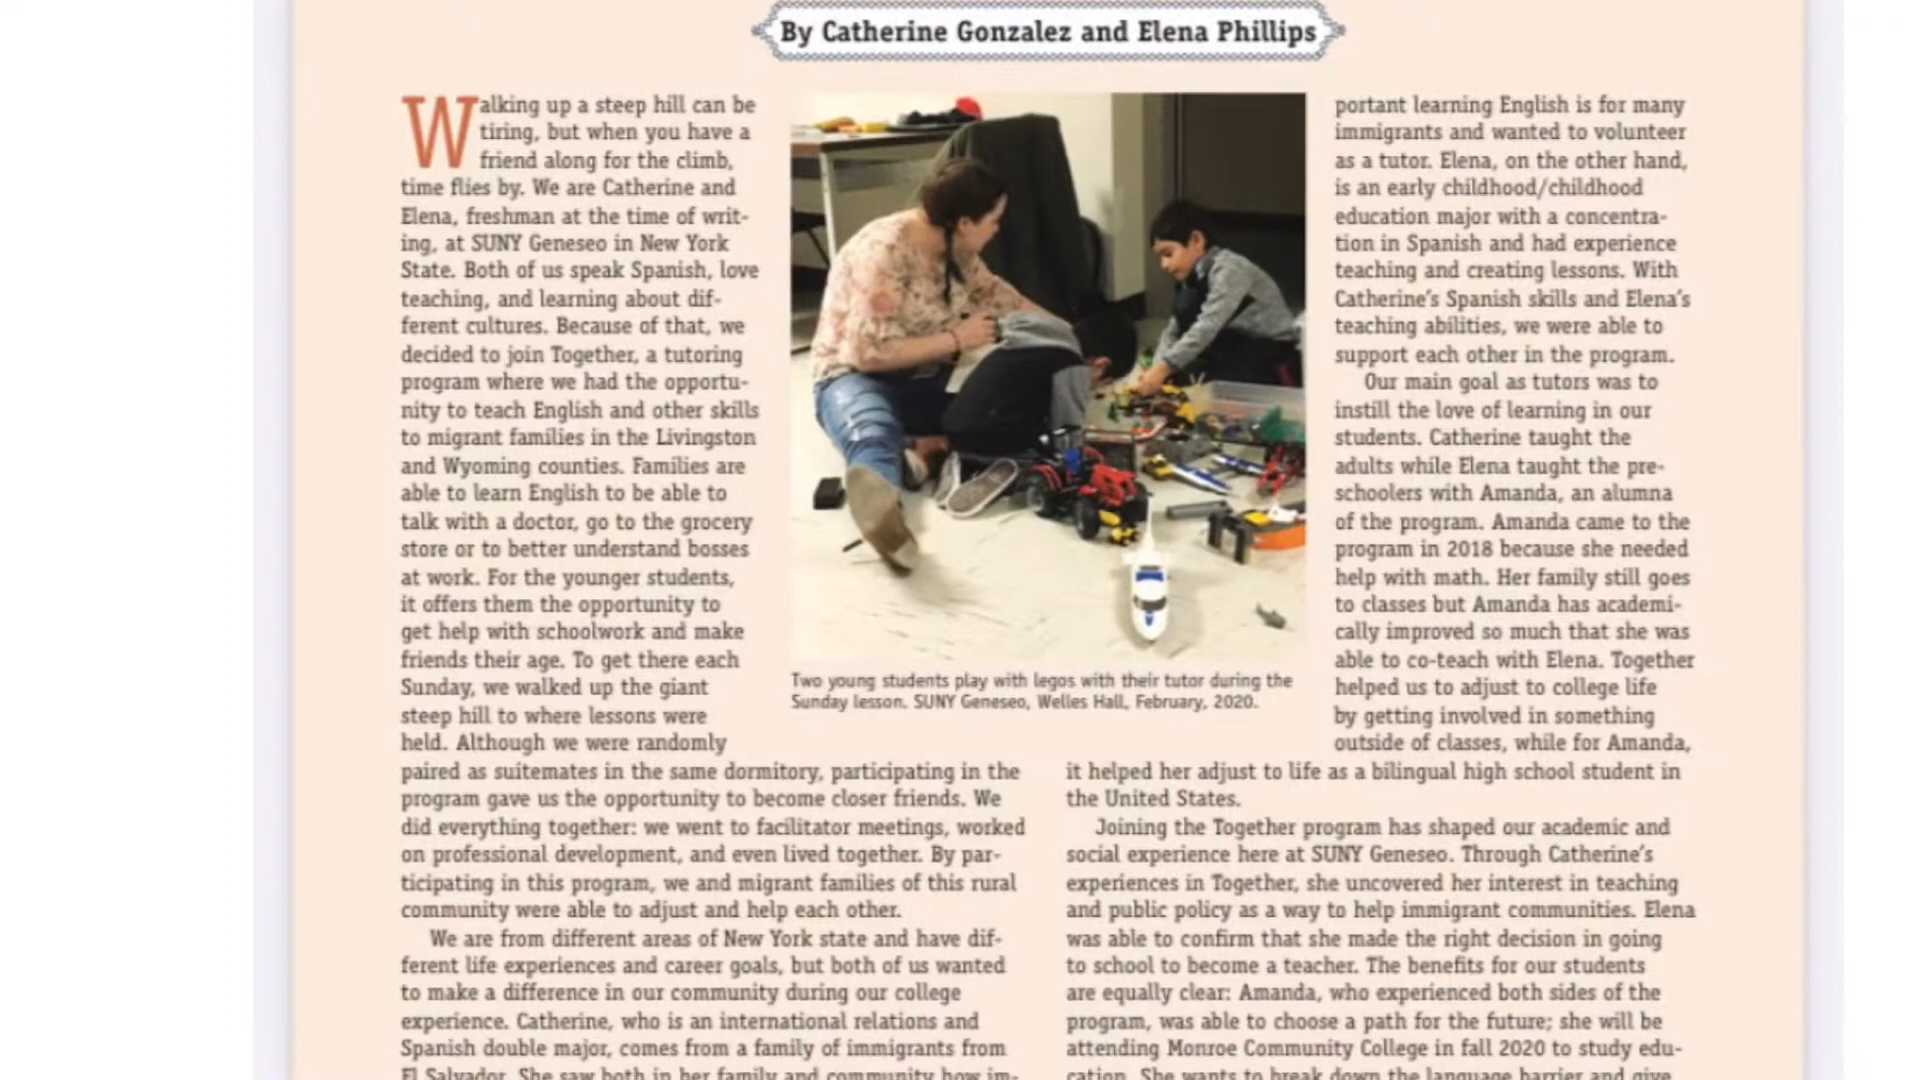 By Catherine Gonzalez and Elena Phillips
Walking up a steep hill can be
tiring, but when you have a
friend along for the climb,
time flies by. We are Catherine and
Elena, freshman at the time of writ-
ing, at SUNY Geneseo in New York
State. Both of us speak Spanish, love
teaching, and learning about dif-
ferent cultures. Because of that, we
decided to join Together, a tutoring
program where we had the opportu-
nity to teach English and other skills
to migrant families in the Livingston
and Wyoming counties. Families are
able to learn English to be able to
talk with a doctor, go to the grocery
store or to better understand bosses
at work. For the younger students,
it offers them the opportunity to
get help with schoolwork and make
friends their age. To get there each
Sunday, we walked up the giant
steep hill to where lessons were
held. Although we were randomly
paired as suitemates in the same dormitory, participating in the
program gave us the opportunity to become closer friends. We
did everything together: we went to facilitator meetings, worked
on professional development, and even lived together. By par-
ticipating in this program, we and migrant families of this rural
community were able to adjust and help each other.
We are from different areas of New York state and have dif-
ferent life experiences and career goals, but both of us wanted
to make a difference in our community during our college
experience. Catherine, who is an international relations and
Spanish double major, comes from a family of immigrants from
El Salvador. She saw both in her family and community how im-
Two young students play with legos with their tutor during the
Sunday lesson. SUNY Geneseo, Welles Hall, February, 2020.
portant learning English is for many
immigrants and wanted to volunteer
as a tutor. Elena, on the other hand,
is an early childhood/childhood
education major with a concentra-
tion in Spanish and had experience
teaching and creating lessons. With
Catherine's Spanish skills and Elena's
teaching abilities, we were able to
support each other in the program.
Our main goal as tutors was to
instill the love of learning in our
students. Catherine taught the
adults while Elena taught the pre-
schoolers with Amanda, an alumna
of the program. Amanda came to the
program in 2018 because she needed
help with math. Her family still goes
to classes but Amanda has academi-
cally improved so much that she was
able to co-teach with Elena. Together
helped us to adjust to college life
by getting involved in something
outside of classes, while for Amanda,
it helped her adjust to life as a bilingual high school student in
the United States.
Joining the Together program has shaped our academic and
social experience here at SUNY Geneseo. Through Catherine's
experiences in Together, she uncovered her interest in teaching
and public policy as a way to help immigrant communities. Elena
was able to confirm that she made the right decision in going
to school to become a teacher. The benefits for our students
are equally clear: Amanda, who experienced both sides of the
program, was able to choose a path for the future; she will be
attending Monroe Community College in fall 2020 to study edu-
cation. She wants to break down the language barrier and give